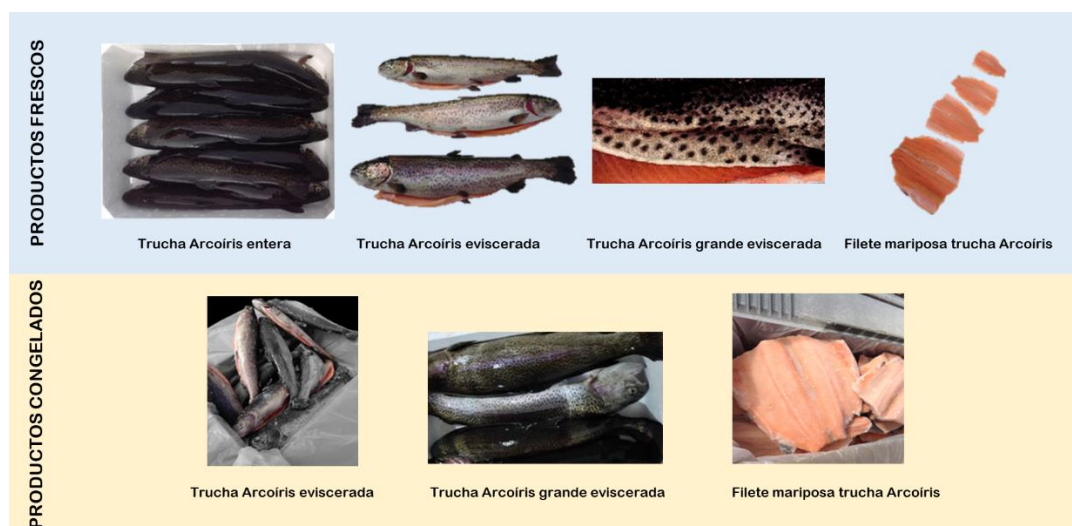 PRODUCTOS FRESCOS
Trucha Arcoíris entera
Trucha Arcoíris eviscerada
Trucha Arcoíris grande eviscerada
Filete mariposa trucha Arcoíris
PRODUCTOS CONGELADOS
Trucha Arcoíris eviscerada
Trucha Arcoíris grande eviscerada
Filete mariposa trucha Arcoíris